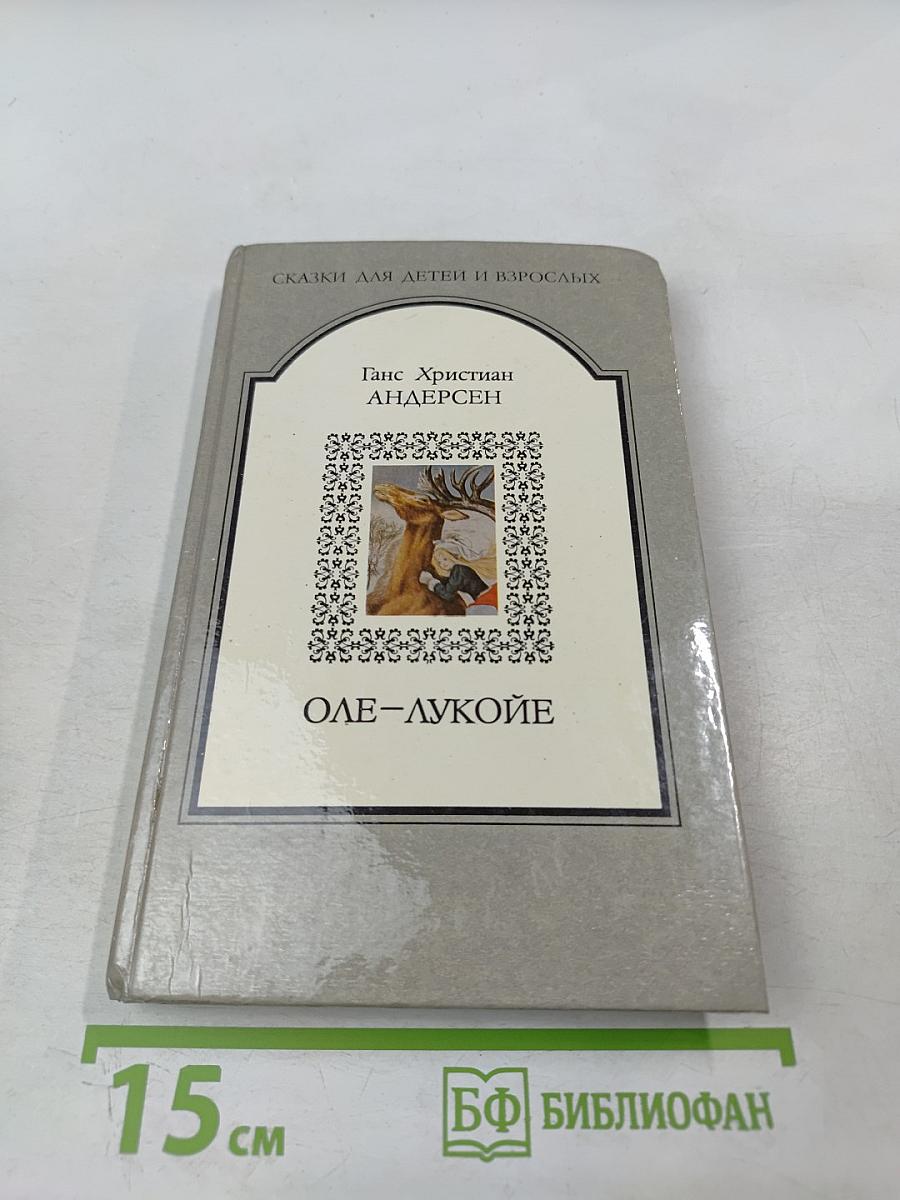 СКАЗКИ ДЛЯ ДЕТЕЙ И ВЗРОСЛЫХ
Ганс Христиан
АНДЕРСЕН
ОЛЕ-ЛУКОЙЕ
15 см
БФ БИБЛИОФАН